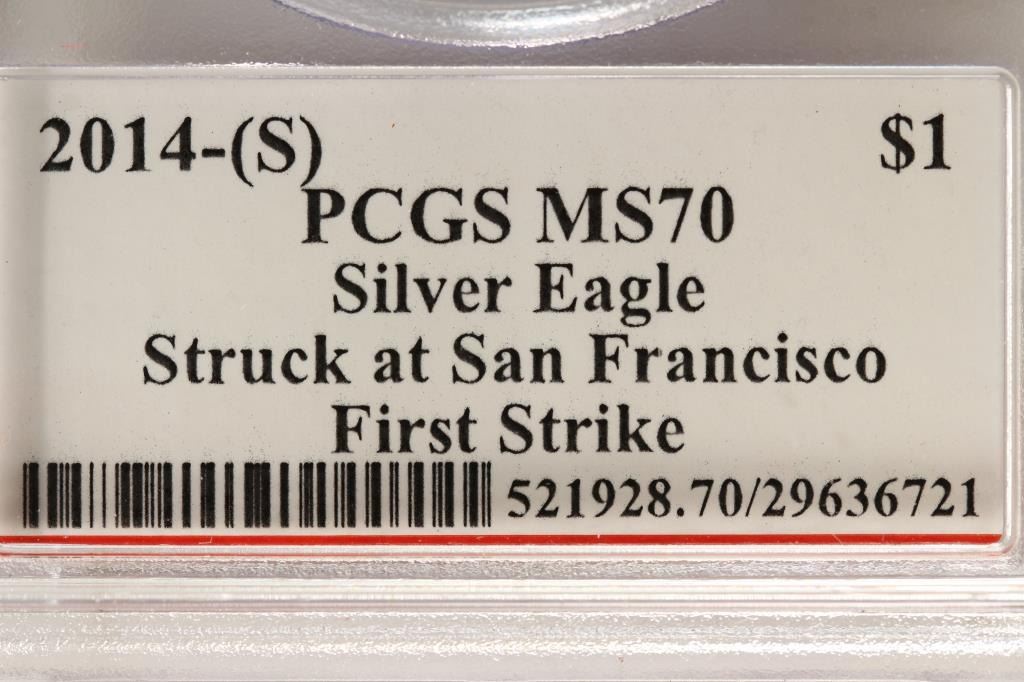 2014-(S) $1
PCGS MS70
Silver Eagle
Struck at San Francisco
First Strike
521928.70/29636721